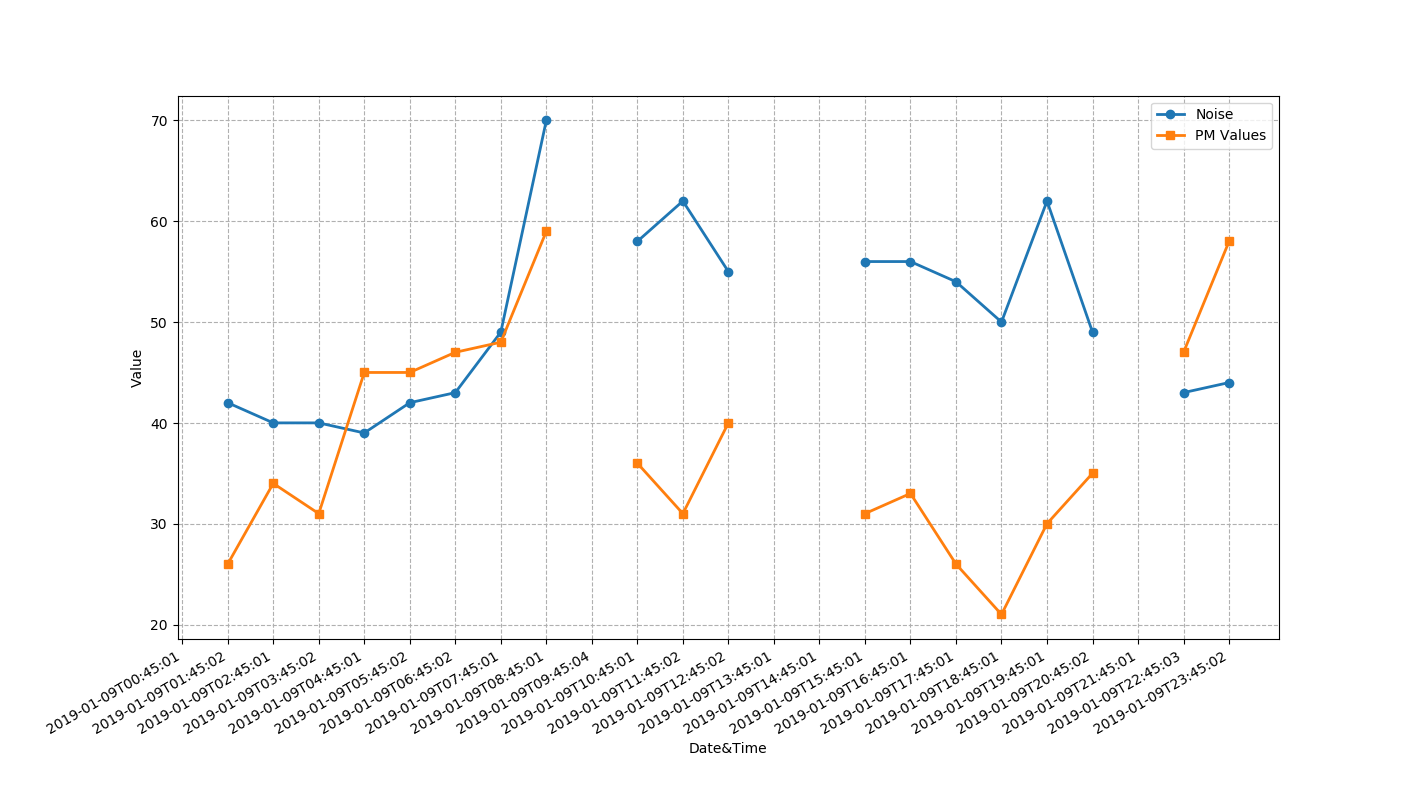 Noise
PM Values
70
60
50
40
30
20
Value
2019-01-09T00:45:01
2019-01-09T01:45:02
2019-01-09T02:45:01
2019-01-09T03:45:02
2019-01-09T04:45:01
2019-01-09T05:45:02
2019-01-09T06:45:02
2019-01-09T07:45:01
2019-01-09T08:45:01
2019-01-09T09:45:04
2019-01-09T10:45:01
2019-01-09T11:45:02
2019-01-09T12:45:02
2019-01-09T13:45:01
2019-01-09T14:45:01
2019-01-09T15:45:01
2019-01-09T16:45:01
2019-01-09T17:45:01
2019-01-09T18:45:01
2019-01-09T19:45:01
2019-01-09T20:45:02
2019-01-09T21:45:01
2019-01-09T22:45:03
2019-01-09T23:45:02
Date&Time